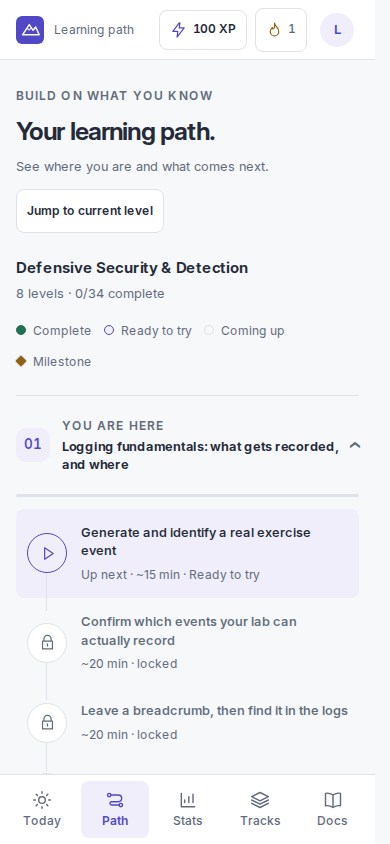 Learning path
100 XP
1
L
BUILD ON WHAT YOU KNOW
Your learning path.
See where you are and what comes next.
Jump to current level
Defensive Security & Detection
8 levels · 0/34 complete
Complete
Ready to try
Coming up
Milestone
01
YOU ARE HERE
Logging fundamentals: what gets recorded,
and where
Generate and identify a real exercise
event
Up next · ~15 min · Ready to try
Confirm which events your lab can
actually record
~20 min · locked
Leave a breadcrumb, then find it in the logs
~20 min · locked
Today
Path
Stats
Tracks
Docs